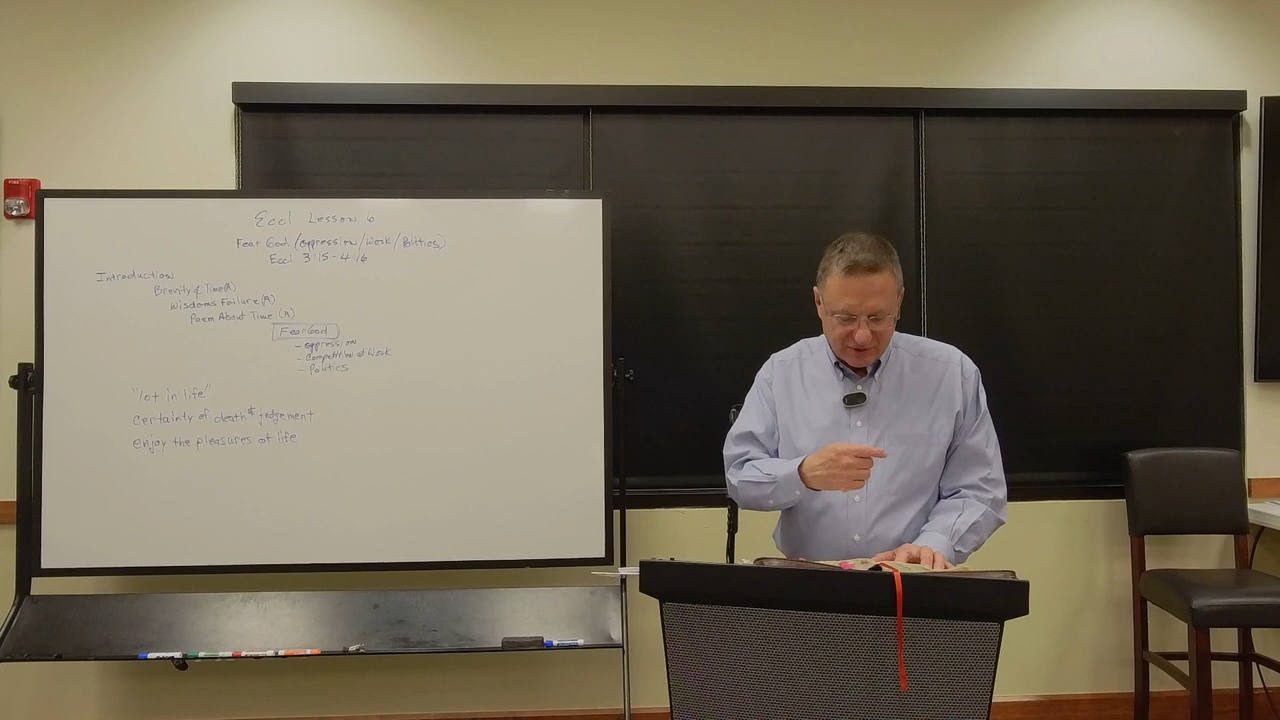 Eccl Lesson 6
Fear God (oppression/Work/Politics)
Eccl 3:15-4:16
Introduction
Brevity of Time (A)
Wisdoms Failure (A)
Poem About Time (A)
Fear God
- oppression
- Competition at Work
- Politics
"lot in life"
certainty of death & judgement
enjoy the pleasures of life
FIRE